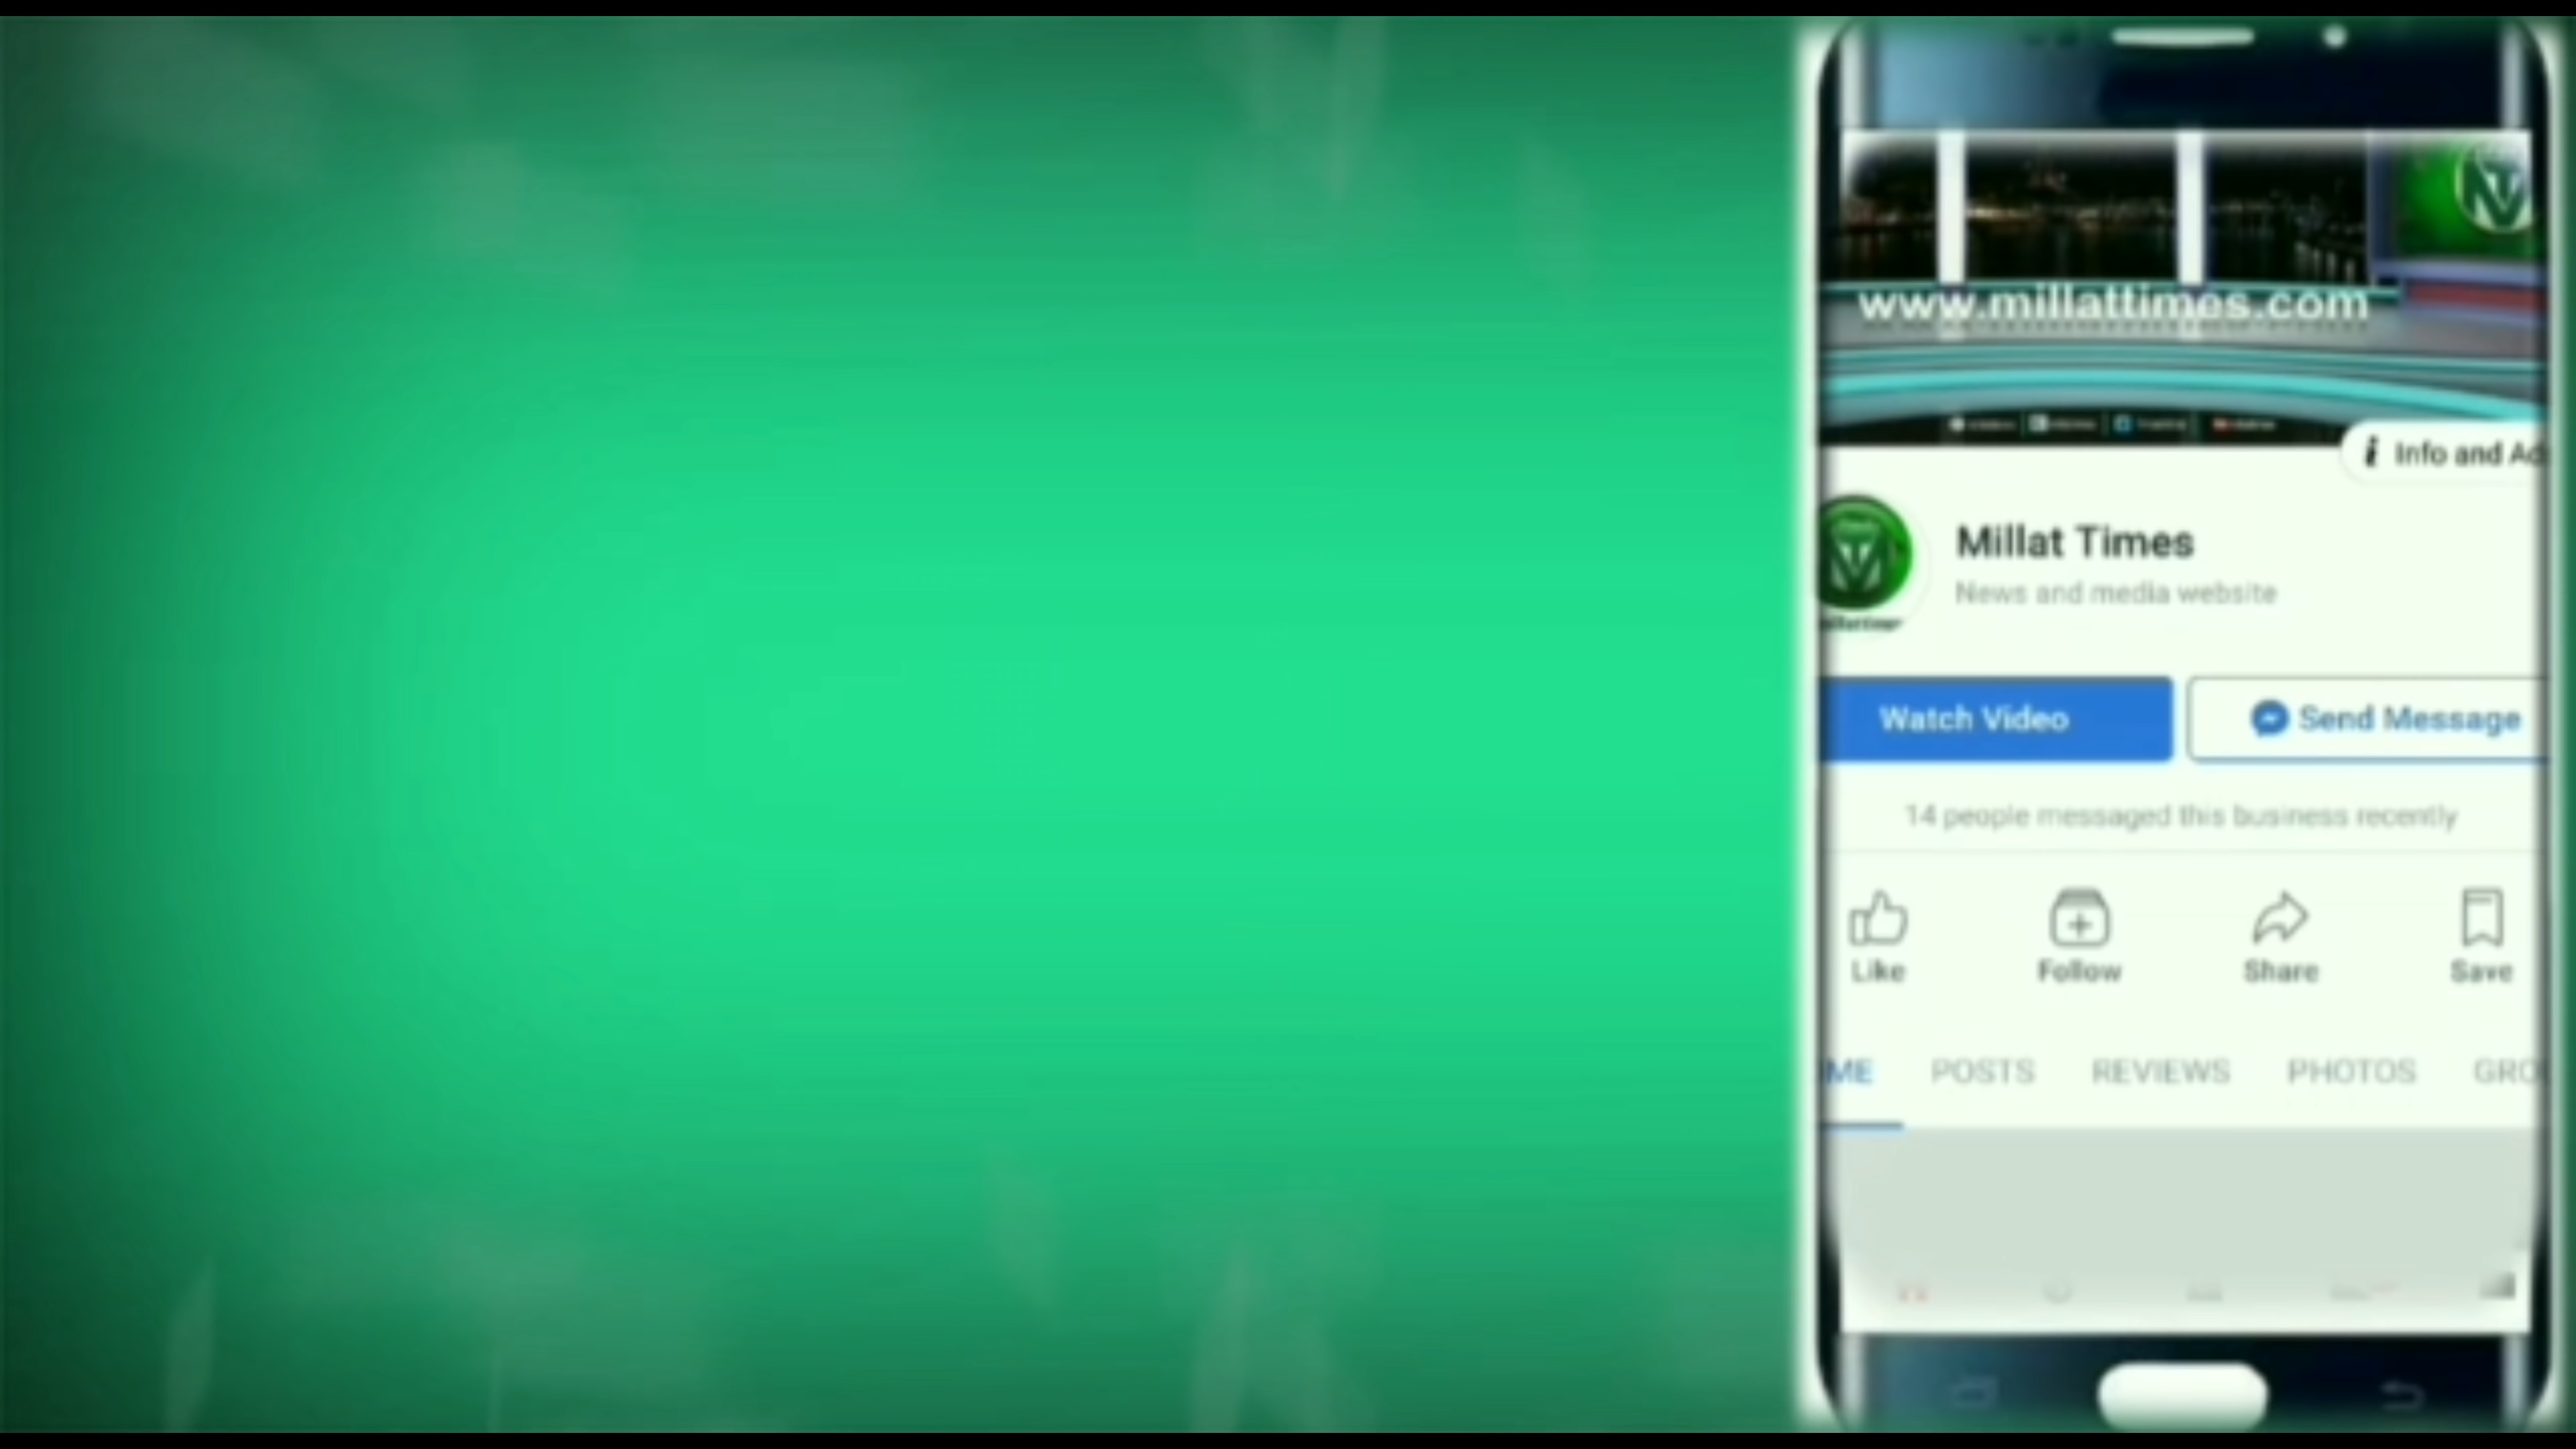 www.millattimes.com
Info and Ad
Millat Times
News and media website
Watch Video
Send Message
14 people messaged this business recently
Like
Follow
Share
Save
ME
POSTS
REVIEWS
PHOTOS
GRO